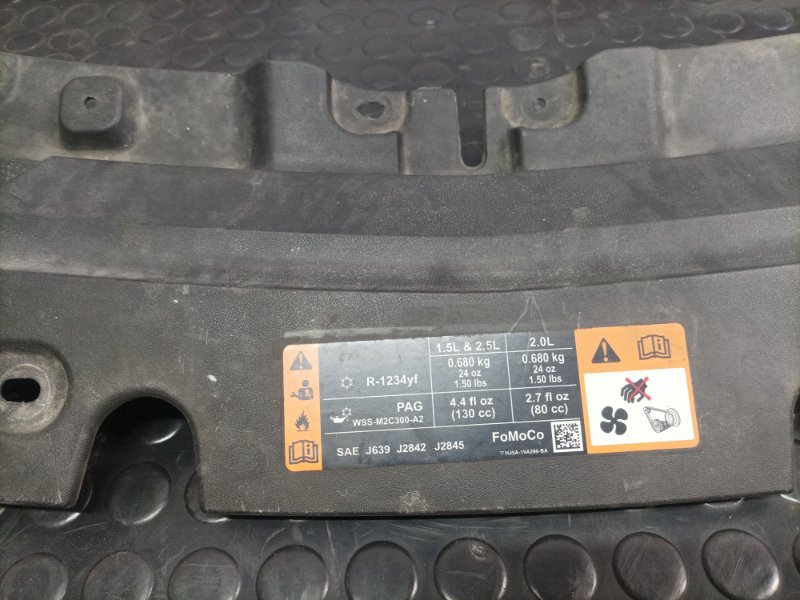 1.5L & 2.5L 2.0L
R-1234yf 0.680 kg 0.680 kg
24 oz 24 oz
1.50 lbs 1.50 lbs
PAG 4.4 fl oz 2.7 fl oz
WSS-M2C300-A2 (130 cc) (80 cc)
SAE J639 J2842 J2845 FoMoCo